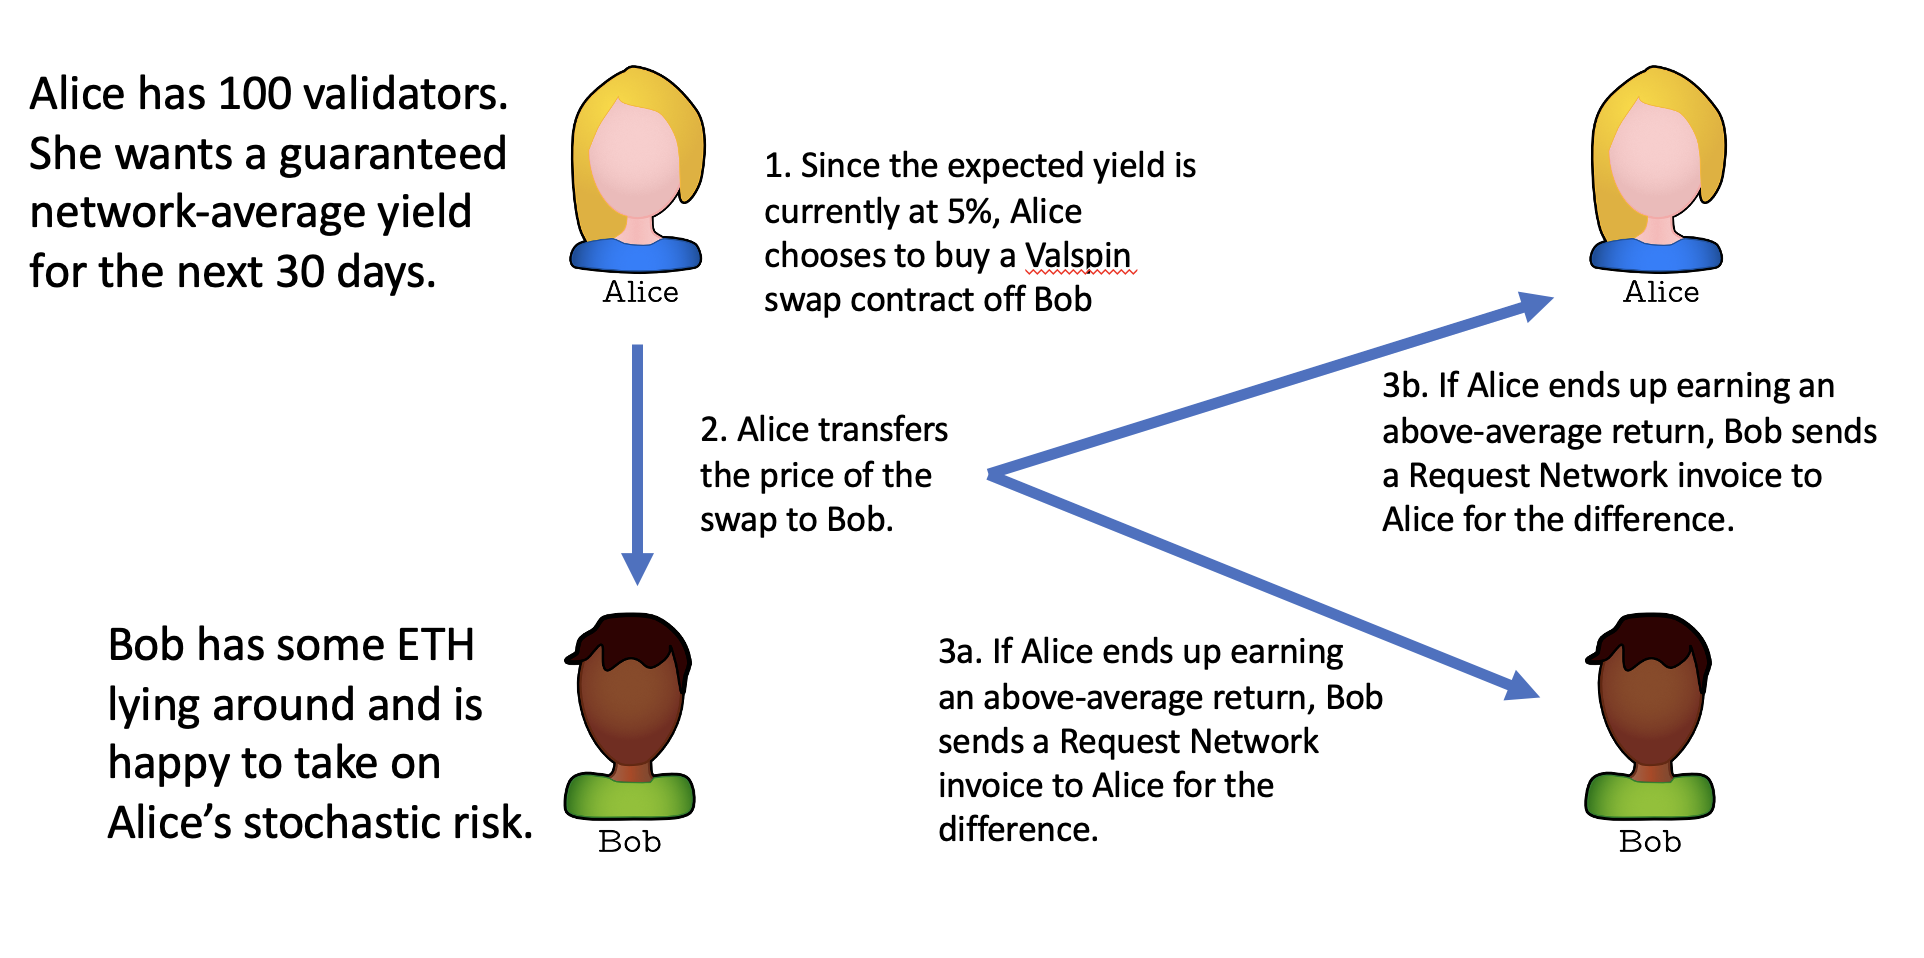 Alice has 100 validators.
She wants a guaranteed
network-average yield
for the next 30 days.
Alice
1. Since the expected yield is
currently at 5%, Alice
chooses to buy a Valspin
swap contract off Bob
Alice
2. Alice transfers
the price of the
swap to Bob.
3b. If Alice ends up earning an
above-average return, Bob sends
a Request Network invoice to
Alice for the difference.
Bob has some ETH
lying around and is
happy to take on
Alice’s stochastic risk.
Bob
3a. If Alice ends up earning
an above-average return, Bob
sends a Request Network
invoice to Alice for the
difference.
Bob